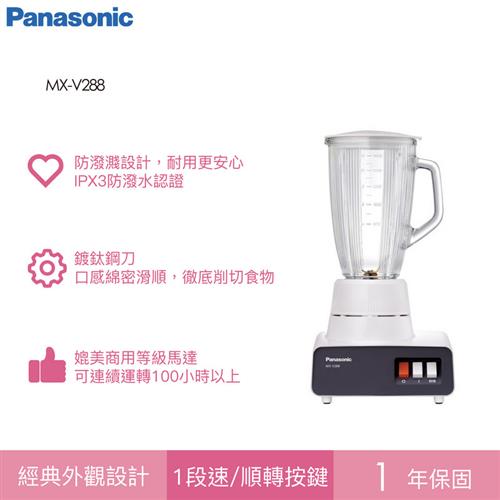 Panasonic
MX-V288
防潑濺設計，耐用更安心
IPX3防潑水認證
鍍鈦鋼刀
口感綿密滑順，徹底削切食物
媲美商用等級馬達
可連續運轉100小時以上
Panasonic
MX-V288
經典外觀設計
1段速/順轉按鍵
1年保固